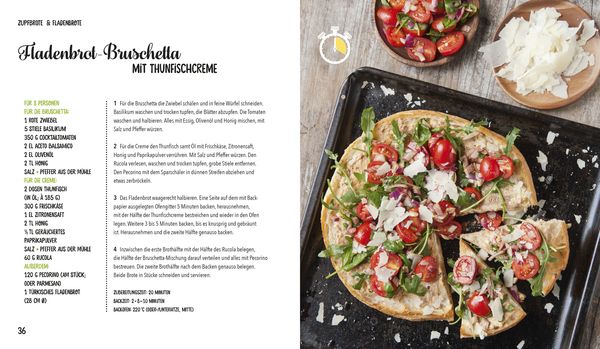 ZUPFBROTE & FLADENBROTE
Fladenbrot-Bruschetta
MIT THUNFISCHCREME
FÜR 2 PERSONEN
FÜR DIE BRUSCHETTA:
1 ROTE ZWIEBEL
5 STIELE BASILIKUM
350 G COCKTAILTOMATEN
2 EL ACETO BALSAMICO
2 EL OLIVENÖL
2 TL HONIG
SALZ + PFEFFER AUS DER MÜHLE
FÜR DIE CREME:
2 DOSEN THUNFISCH
(IN ÖL; À 185 G)
300 G FRISCHKÄSE
1 EL ZITRONENSAFT
2 TL HONIG
1 TL GERÄUCHERTES
PAPRIKAPULVER
SALZ + PFEFFER AUS DER MÜHLE
60 G RUCOLA
AUSSERDEM:
120 G PECORINO (AM STÜCK;
ODER PARMESAN)
1 TÜRKISCHES FLADENBROT
(28 CM Ø)
1 Für die Bruschetta die Zwiebel schälen und in feine Würfel schneiden.
Basilikum waschen und trocken tupfen, die Blätter abzupfen. Die Tomaten
waschen und halbieren. Alles mit Essig, Olivenöl und Honig mischen, mit
Salz und Pfeffer würzen.
2 Für die Creme den Thunfisch samt Öl mit Frischkäse, Zitronensaft,
Honig und Paprikapulver verrühren. Mit Salz und Pfeffer würzen. Den
Rucola verlesen, waschen und trocken tupfen, grobe Stiele entfernen.
Den Pecorino mit dem Sparschäler in dünnen Streifen abziehen und
etwas zerbröckeln.
3 Das Fladenbrot waagerecht halbieren. Eine Seite auf dem mit Back-
papier ausgelegten Ofengitter 5 Minuten backen, herausnehmen,
mit der Hälfte der Thunfischcreme bestreichen und wieder in den Ofen
legen. Weitere 3 bis 5 Minuten backen, bis es knusprig und gebräunt
ist. Herausnehmen und die zweite Hälfte genauso backen.
4 Inzwischen die erste Brothälfte mit der Hälfte des Rucola belegen,
die Hälfte der Bruschetta-Mischung darauf verteilen und alles mit Pecorino
bestreuen. Die zweite Brothälfte nach dem Backen genauso belegen.
Beide Brote in Stücke schneiden und servieren.
ZUBEREITUNGSZEIT: 20 MINUTEN
BACKZEIT: 2 × 8–10 MINUTEN
BACKOFEN: 220 °C (OBER-/UNTERHITZE, MITTE)
36